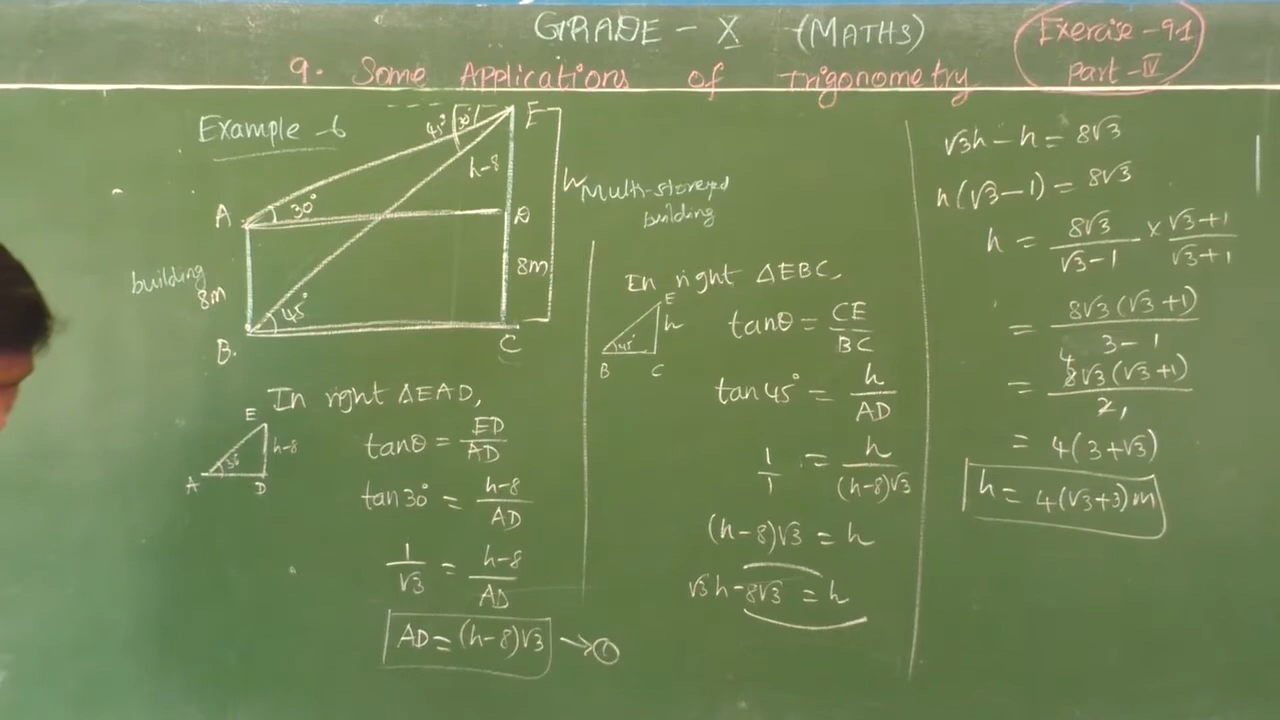 GRADE - X (MATHS)
Exercise - 9.1
Part - IV
9. Some Applications of Trigonometry
Example - 6
45° 30° E
h-8
h
Multi-storeyed
building
A 30° D
building
8m
8m
45°
B. C
In right △EAD,
E
h-8
30°
A D
tanθ = ED/AD
tan30° = h-8/AD
1/√3 = h-8/AD
AD = (h-8)√3 → ①
In right △EBC,
E
h
45°
B C
tanθ = CE/BC
tan45° = h/AD
1/1 = h/(h-8)√3
(h-8)√3 = h
√3h - 8√3 = h
√3h - h = 8√3
h(√3-1) = 8√3
h = 8√3/√3-1 × √3+1/√3+1
= 8√3(√3+1)/3-1
= 4 8√3(√3+1)/2,
= 4(3+√3)
h = 4(√3+3)m